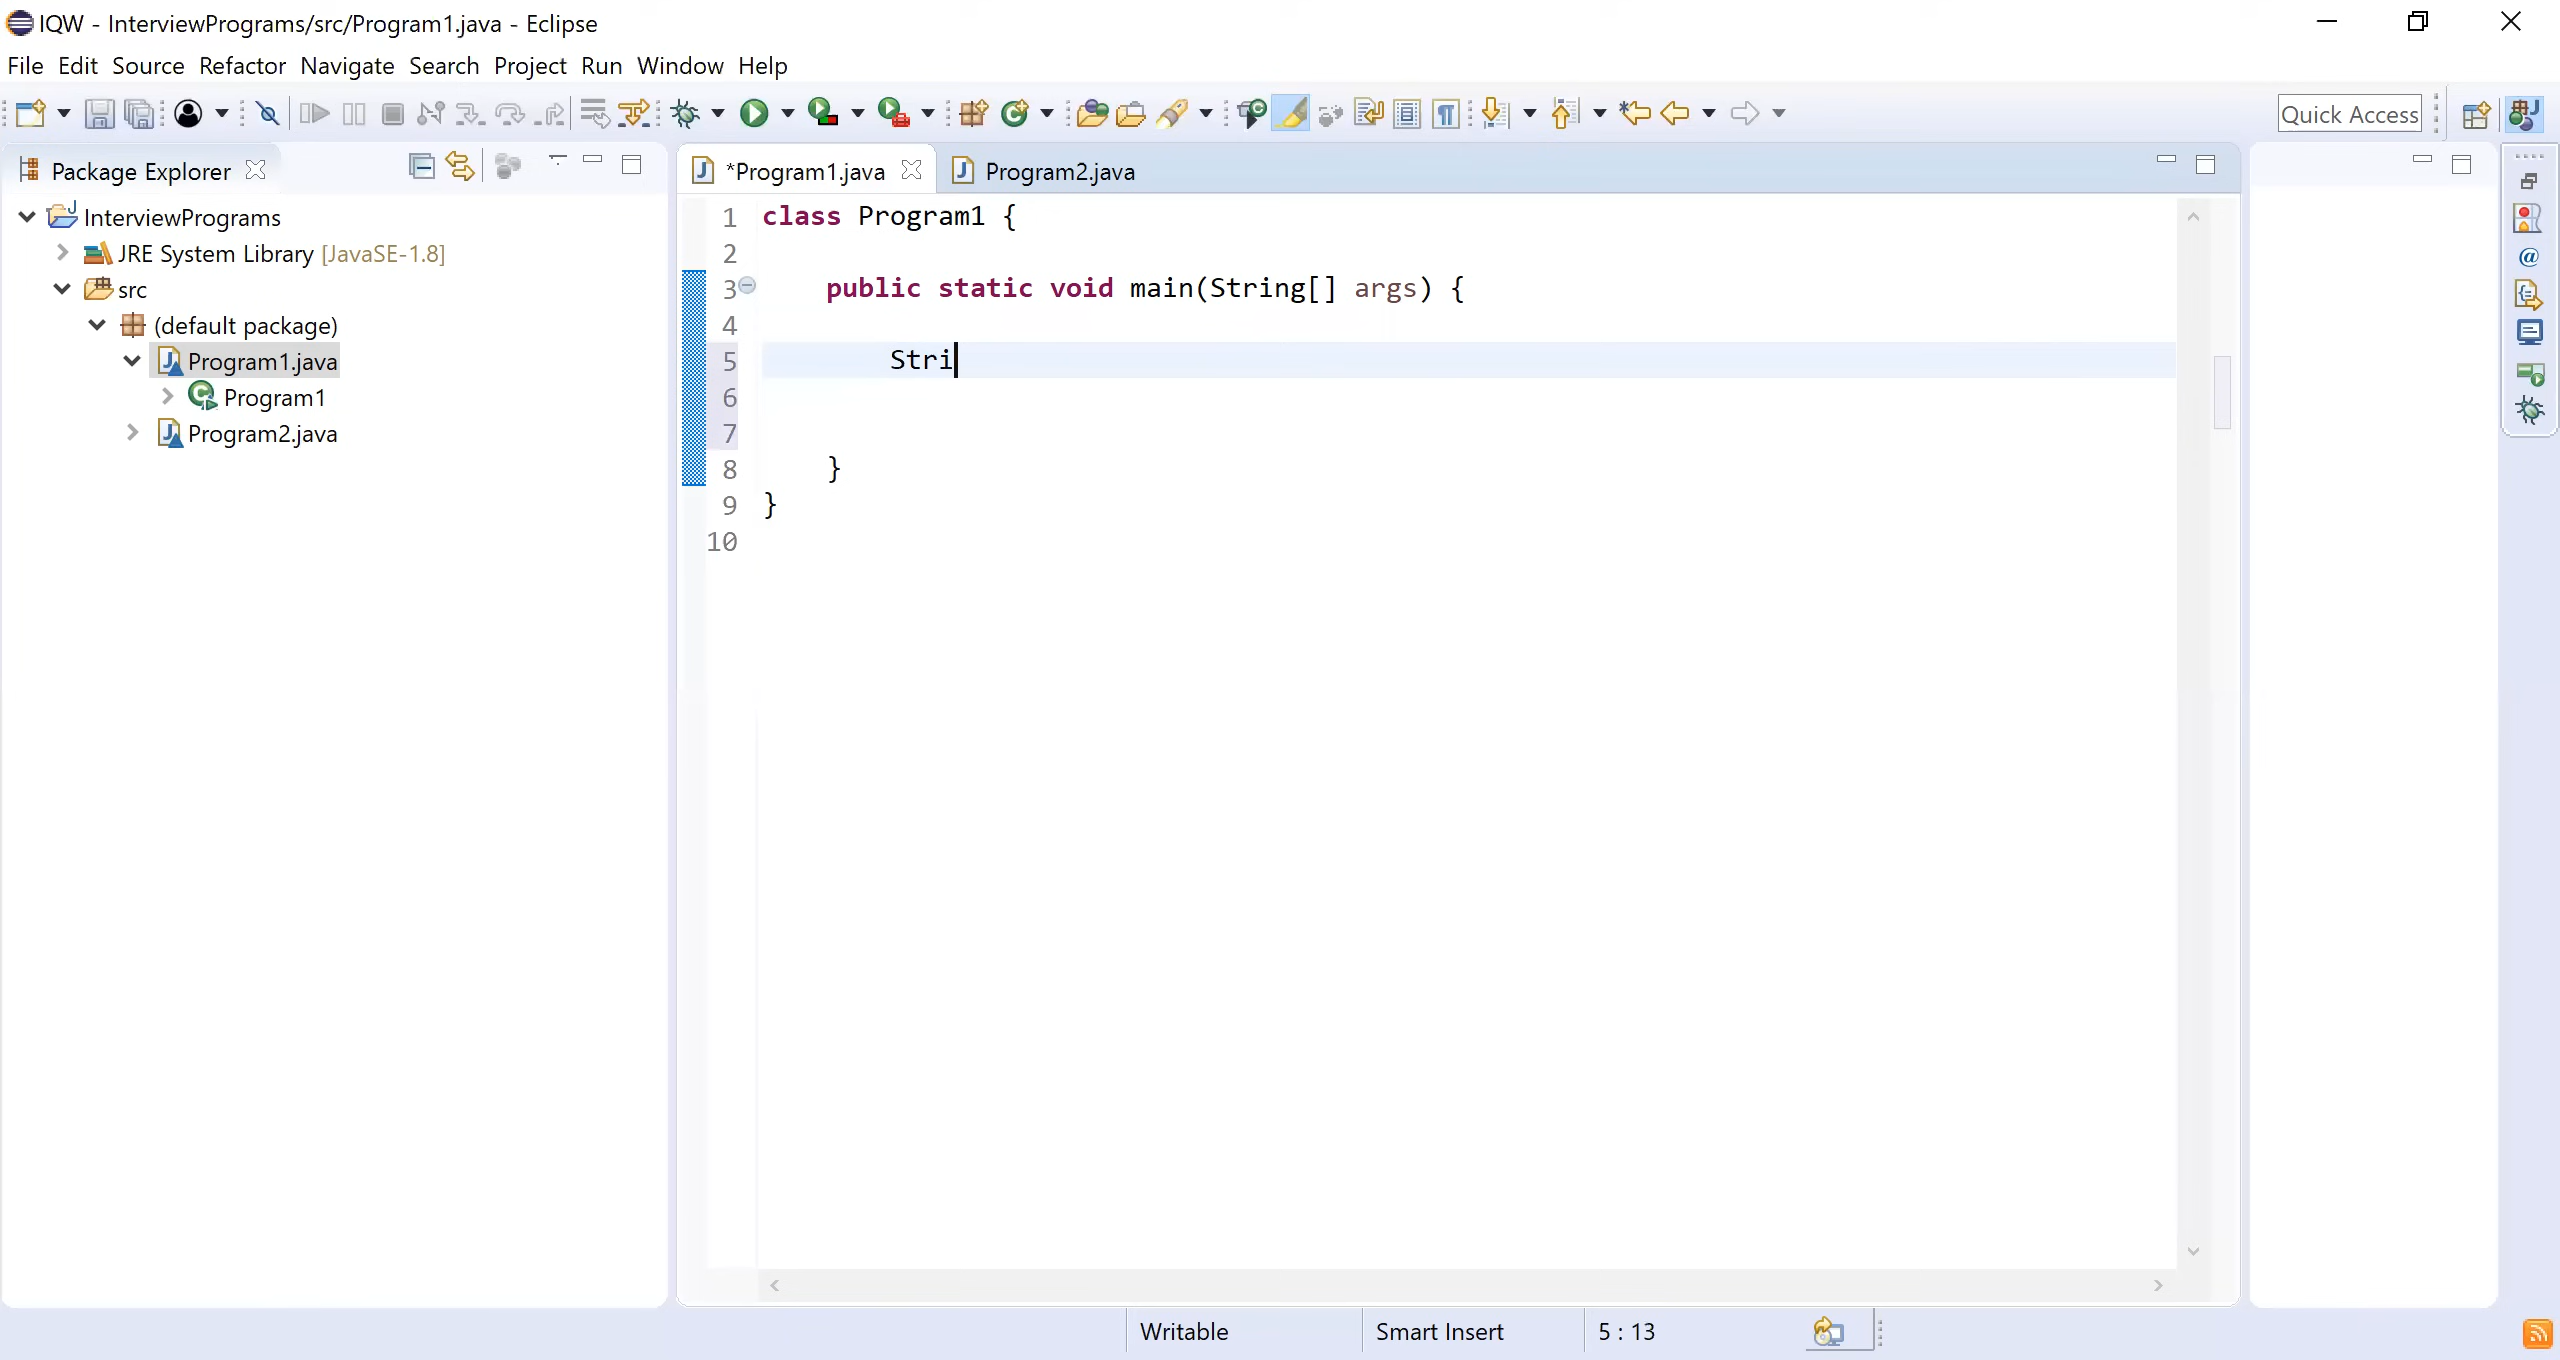 IQW - InterviewPrograms/src/Program1.java - Eclipse
File Edit Source Refactor Navigate Search Project Run Window Help
Quick Access
Package Explorer
*Program1.java Program2.java
InterviewPrograms
JRE System Library [JavaSE-1.8]
src
(default package)
Program1.java
Program1
Program2.java
1 class Program1 {
2
3 public static void main(String[] args) {
4
5 Stri
6
7
8 }
9 }
10
Writable Smart Insert 5 : 13